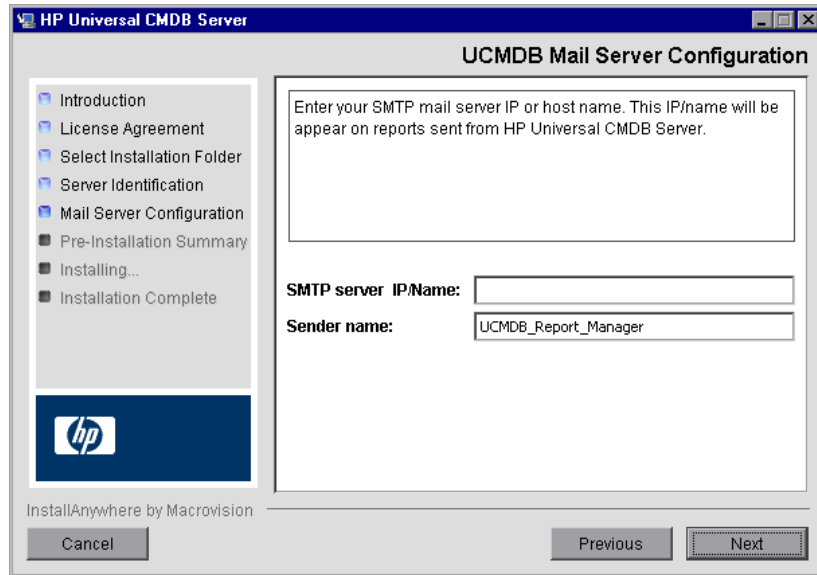 HP Universal CMDB Server
UCMDB Mail Server Configuration
Introduction
License Agreement
Select Installation Folder
Server Identification
Mail Server Configuration
Pre-Installation Summary
Installing...
Installation Complete
Enter your SMTP mail server IP or host name. This IP/name will be
appear on reports sent from HP Universal CMDB Server.
SMTP server IP/Name:
Sender name:
UCMDB_Report_Manager
hp
InstallAnywhere by Macrovision
Cancel
Previous
Next